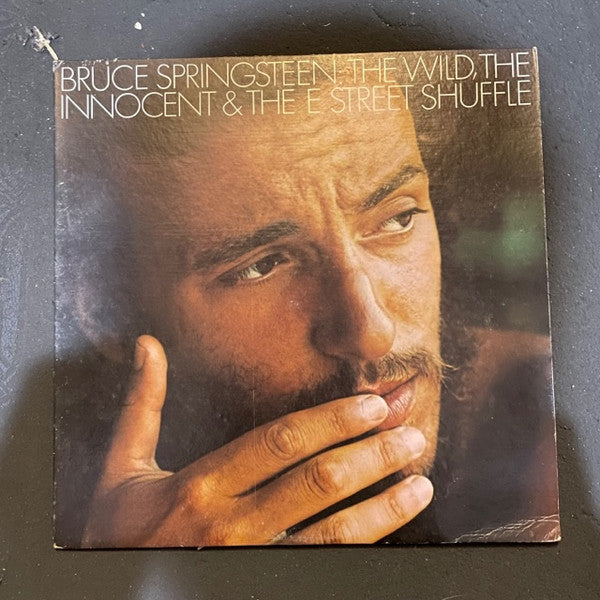 BRUCE SPRINGSTEEN: THE WILD, THE
INNOCENT & THE E STREET SHUFFLE